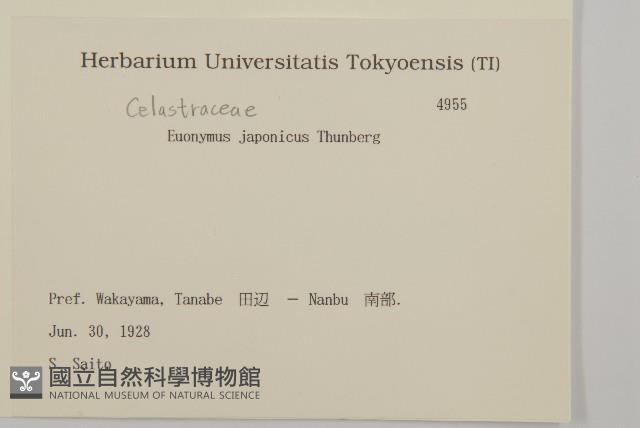 Herbarium Universitatis Tokyoensis (TI)
Celastraceae 4955
Euonymus japonicus Thunberg
Pref. Wakayama, Tanabe 田辺 − Nanbu 南部.
Jun. 30, 1928
S. Saito
國立自然科學博物館
NATIONAL MUSEUM OF NATURAL SCIENCE